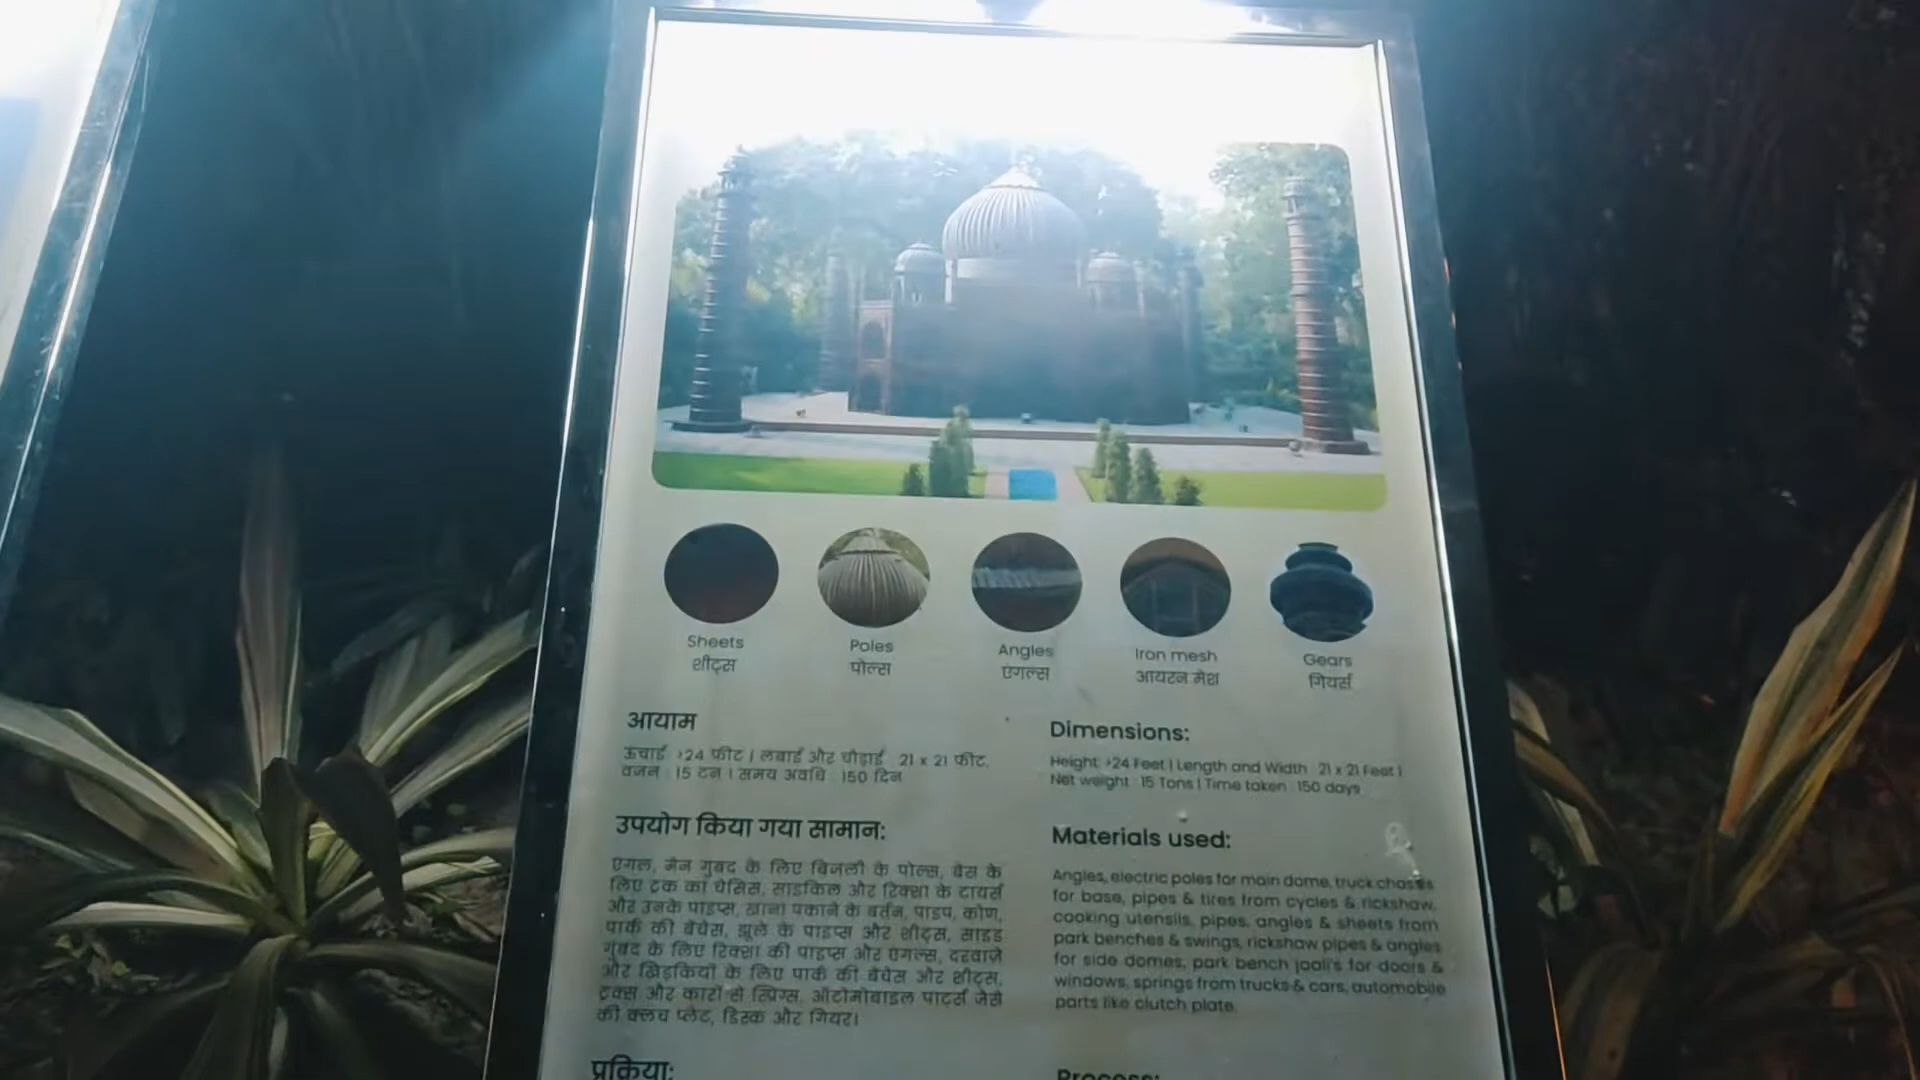 Sheets
शीट्स
Poles
पोल्स
Angles
एंगल्स
Iron mesh
आयरन मेश
Gears
गियर्स
आयाम
ऊंचाई : >24 फीट | लंबाई और चौड़ाई : 21 x 21 फीट,
वजन : 15 टन | समय अवधि : 150 दिन
उपयोग किया गया सामान:
एंगल, मेन गुंबद के लिए बिजली के पोल्स, बेस के
लिए ट्रक का चेसिस, साइकिल और रिक्शा के टायर्स
और उनके पाइप्स, खाना पकाने के बर्तन, पाइप, कोण,
पार्क की बेंचेस, झूले के पाइप्स और शीट्स, साइड
गुंबद के लिए रिक्शा की पाइप्स और एंगल्स, दरवाजे
और खिड़कियों के लिए पार्क की बेंचेस और शीट्स,
ट्रक्स और कारों से स्प्रिंग्स, ऑटोमोबाइल पार्ट्स जैसे
की क्लच प्लेट, डिस्क और गियर।
प्रक्रिया:
Dimensions:
Height: >24 Feet | Length and Width : 21 x 21 Feet |
Net weight : 15 Tons | Time taken : 150 days
Materials used:
Angles, electric poles for main dome, truck chassis
for base, pipes & tires from cycles & rickshaw,
cooking utensils, pipes, angles & sheets from
park benches & swings, rickshaw pipes & angles
for side domes, park bench jaali's for doors &
windows, springs from trucks & cars, automobile
parts like clutch plate.
Process: